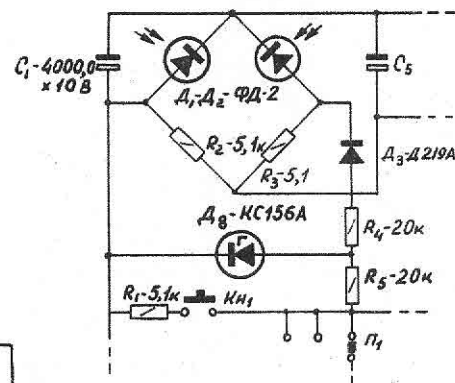 C₁-4000,0
× 10 В
Д₁-Д₂-ФД-2
C₅
R₂-5,1к
R₃-5,1
Д₃-Д219А
Д₈-КС156А
R₄-20к
R₅-20к
R₁-5,1к
Кн₁
П₁